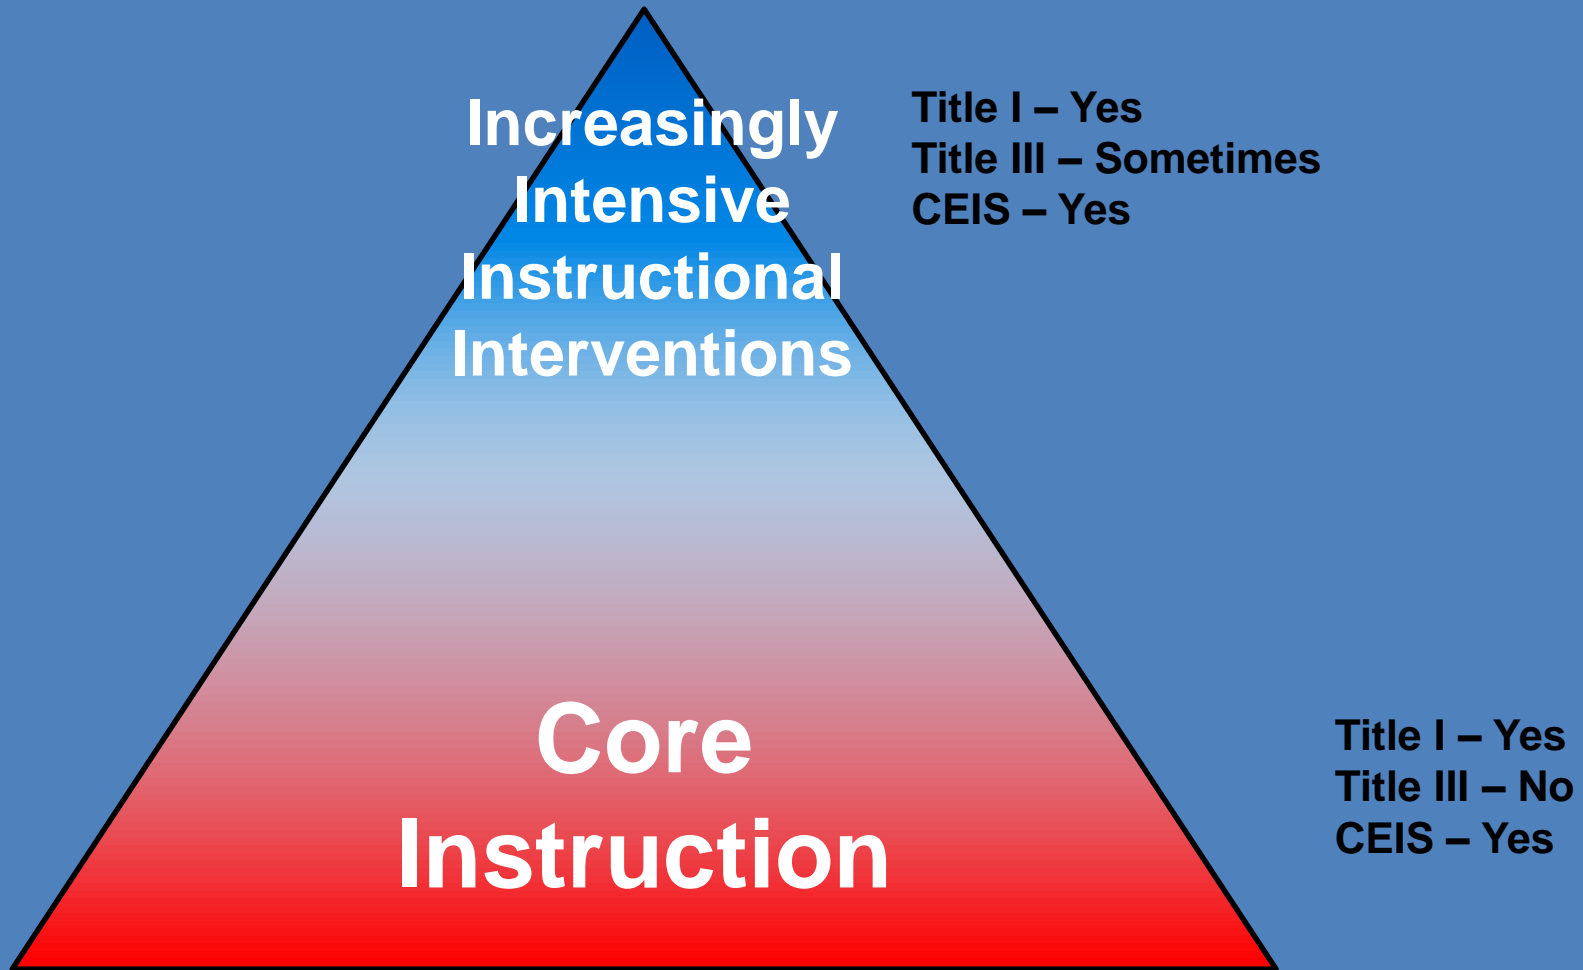 Increasingly
Intensive
Instructional
Interventions
Title I – Yes
Title III – Sometimes
CEIS – Yes
Core
Instruction
Title I – Yes
Title III – No
CEIS – Yes